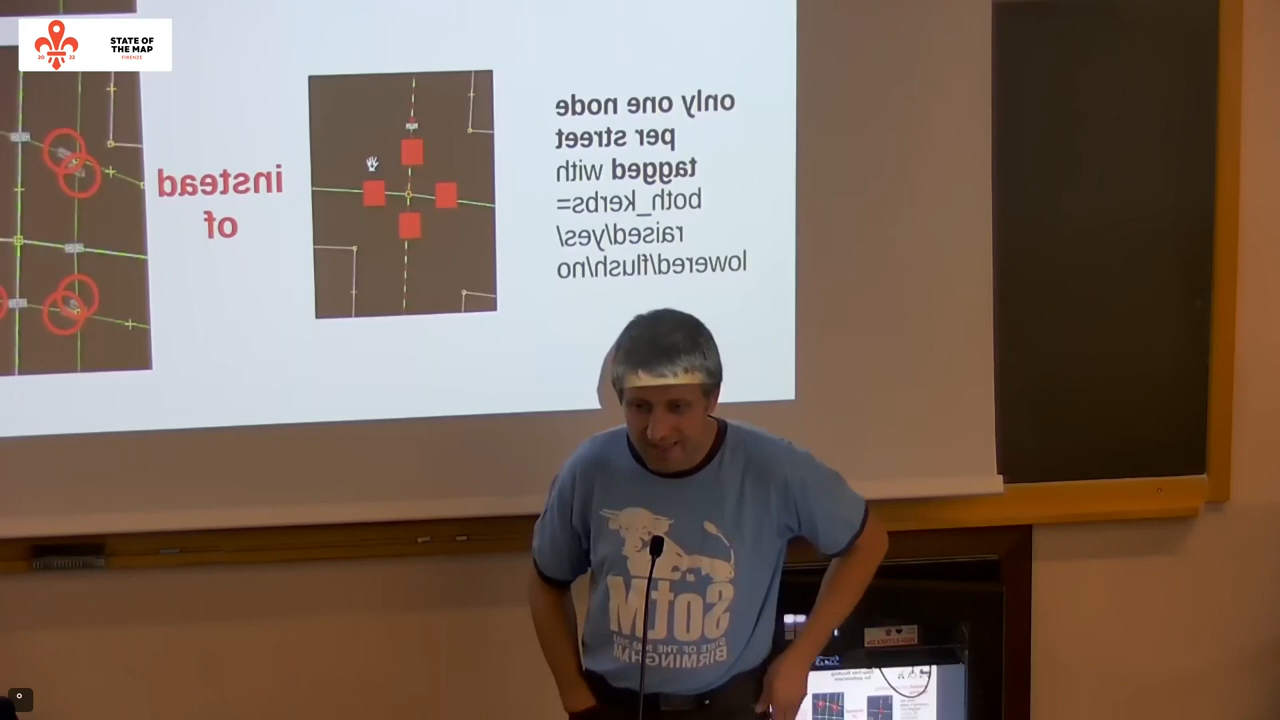 STATE OF
THE MAP
FIRENZE
2022
instead
of
only one node
per street
tagged with
both_kerbs=
raised/yes/
lowered/flush/no
SotM
STATE OF THE MAP
BIRMINGHAM